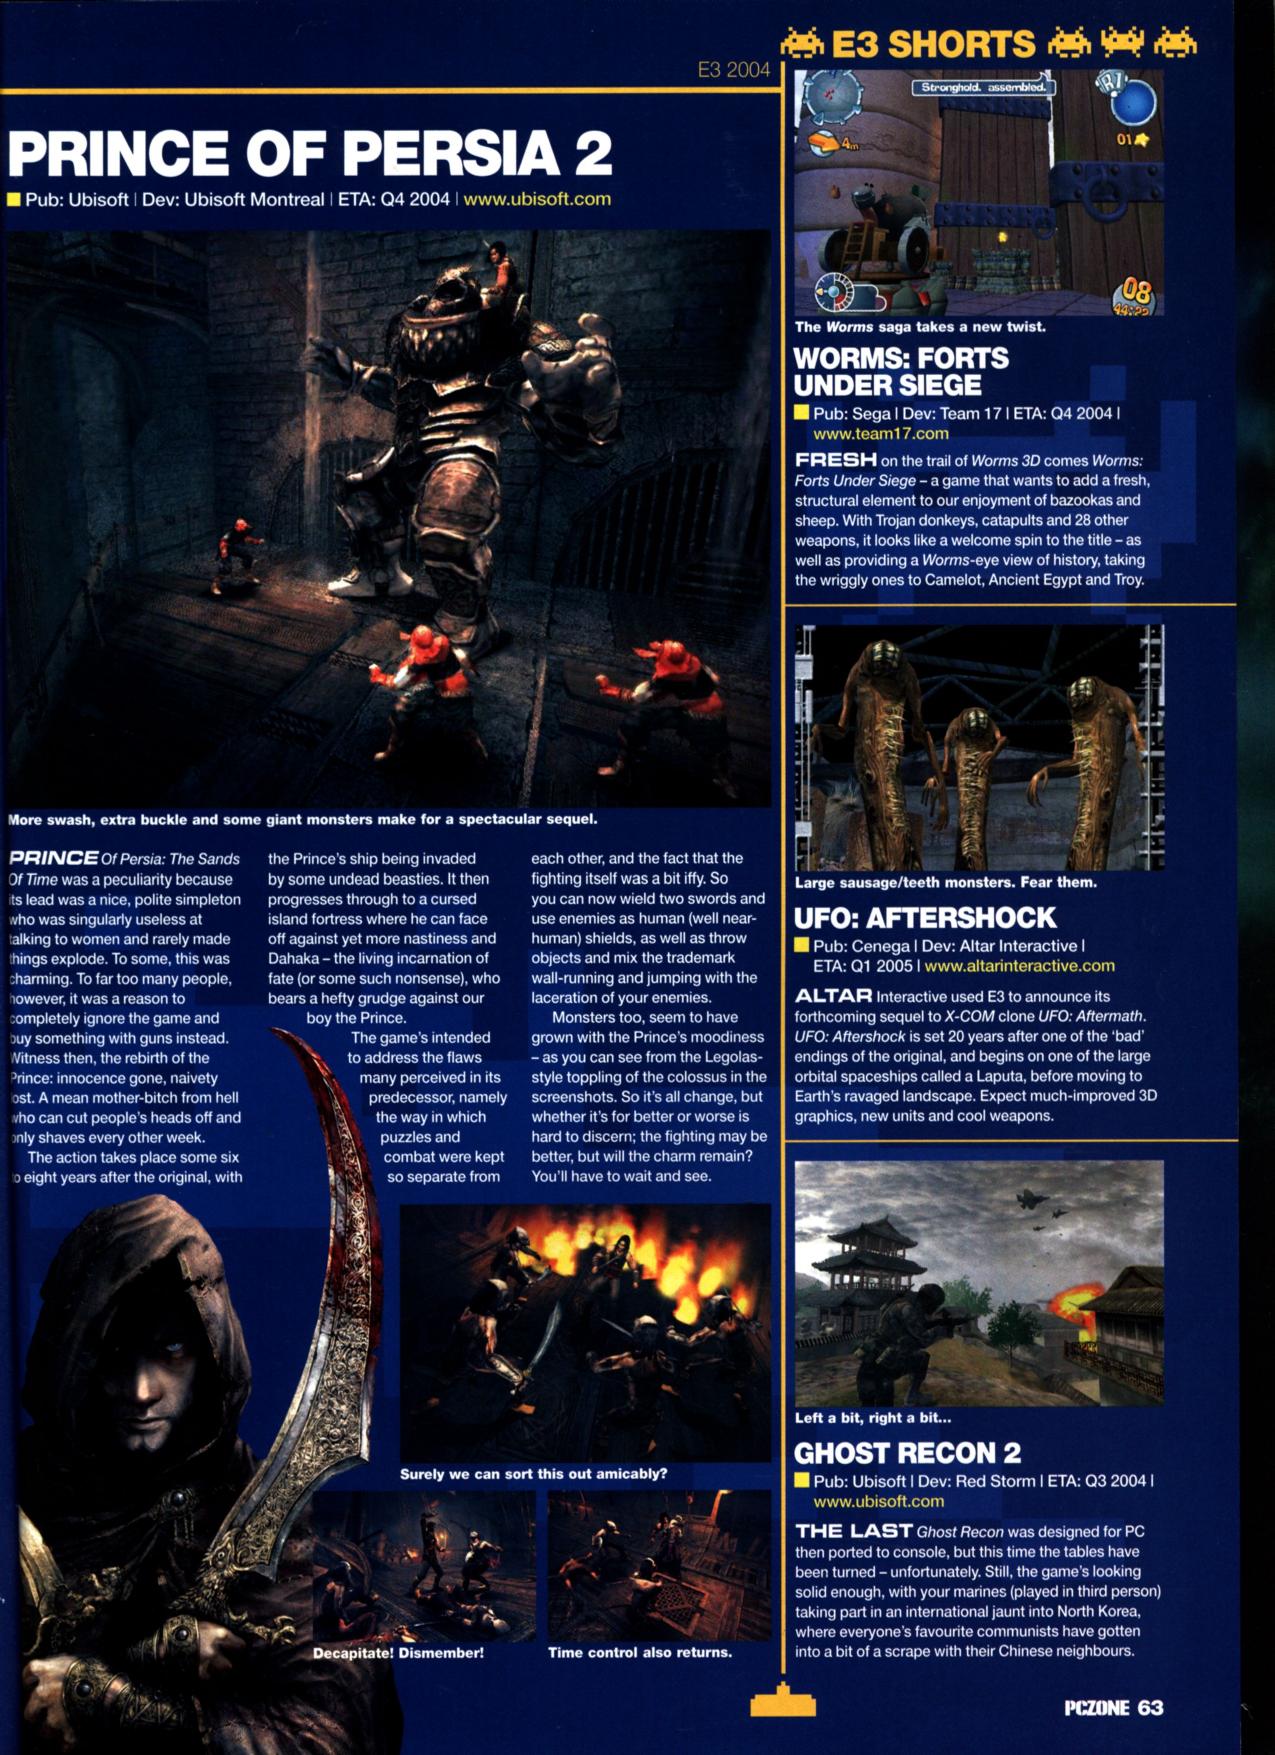 E3 2004
PRINCE OF PERSIA 2
Pub: Ubisoft | Dev: Ubisoft Montreal | ETA: Q4 2004 | www.ubisoft.com
More swash, extra buckle and some giant monsters make for a spectacular sequel.
PRINCE Of Persia: The Sands
Of Time was a peculiarity because
its lead was a nice, polite simpleton
who was singularly useless at
talking to women and rarely made
things explode. To some, this was
charming. To far too many people,
however, it was a reason to
completely ignore the game and
buy something with guns instead.
Witness then, the rebirth of the
Prince: innocence gone, naivety
lost. A mean mother-bitch from hell
who can cut people's heads off and
only shaves every other week.
The action takes place some six
to eight years after the original, with
the Prince's ship being invaded
by some undead beasties. It then
progresses through to a cursed
island fortress where he can face
off against yet more nastiness and
Dahaka – the living incarnation of
fate (or some such nonsense), who
bears a hefty grudge against our
boy the Prince.
The game's intended
to address the flaws
many perceived in its
predecessor, namely
the way in which
puzzles and
combat were kept
so separate from
each other, and the fact that the
fighting itself was a bit iffy. So
you can now wield two swords and
use enemies as human (well near-
human) shields, as well as throw
objects and mix the trademark
wall-running and jumping with the
laceration of your enemies.
Monsters too, seem to have
grown with the Prince's moodiness
– as you can see from the Legolas-
style toppling of the colossus in the
screenshots. So it's all change, but
whether it's for better or worse is
hard to discern; the fighting may be
better, but will the charm remain?
You'll have to wait and see.
Surely we can sort this out amicably?
Decapitate! Dismember!
Time control also returns.
E3 SHORTS
Stronghold. assembled.
4m
01
08
44:22
The Worms saga takes a new twist.
WORMS: FORTS
UNDER SIEGE
Pub: Sega | Dev: Team 17 | ETA: Q4 2004 |
www.team17.com
FRESH on the trail of Worms 3D comes Worms:
Forts Under Siege – a game that wants to add a fresh,
structural element to our enjoyment of bazookas and
sheep. With Trojan donkeys, catapults and 28 other
weapons, it looks like a welcome spin to the title – as
well as providing a Worms-eye view of history, taking
the wriggly ones to Camelot, Ancient Egypt and Troy.
Large sausage/teeth monsters. Fear them.
UFO: AFTERSHOCK
Pub: Cenega | Dev: Altar Interactive |
ETA: Q1 2005 | www.altarinteractive.com
ALTAR Interactive used E3 to announce its
forthcoming sequel to X-COM clone UFO: Aftermath.
UFO: Aftershock is set 20 years after one of the 'bad'
endings of the original, and begins on one of the large
orbital spaceships called a Laputa, before moving to
Earth's ravaged landscape. Expect much-improved 3D
graphics, new units and cool weapons.
Left a bit, right a bit...
GHOST RECON 2
Pub: Ubisoft | Dev: Red Storm | ETA: Q3 2004 |
www.ubisoft.com
THE LAST Ghost Recon was designed for PC
then ported to console, but this time the tables have
been turned – unfortunately. Still, the game's looking
solid enough, with your marines (played in third person)
taking part in an international jaunt into North Korea,
where everyone's favourite communists have gotten
into a bit of a scrape with their Chinese neighbours.
PCZONE 63